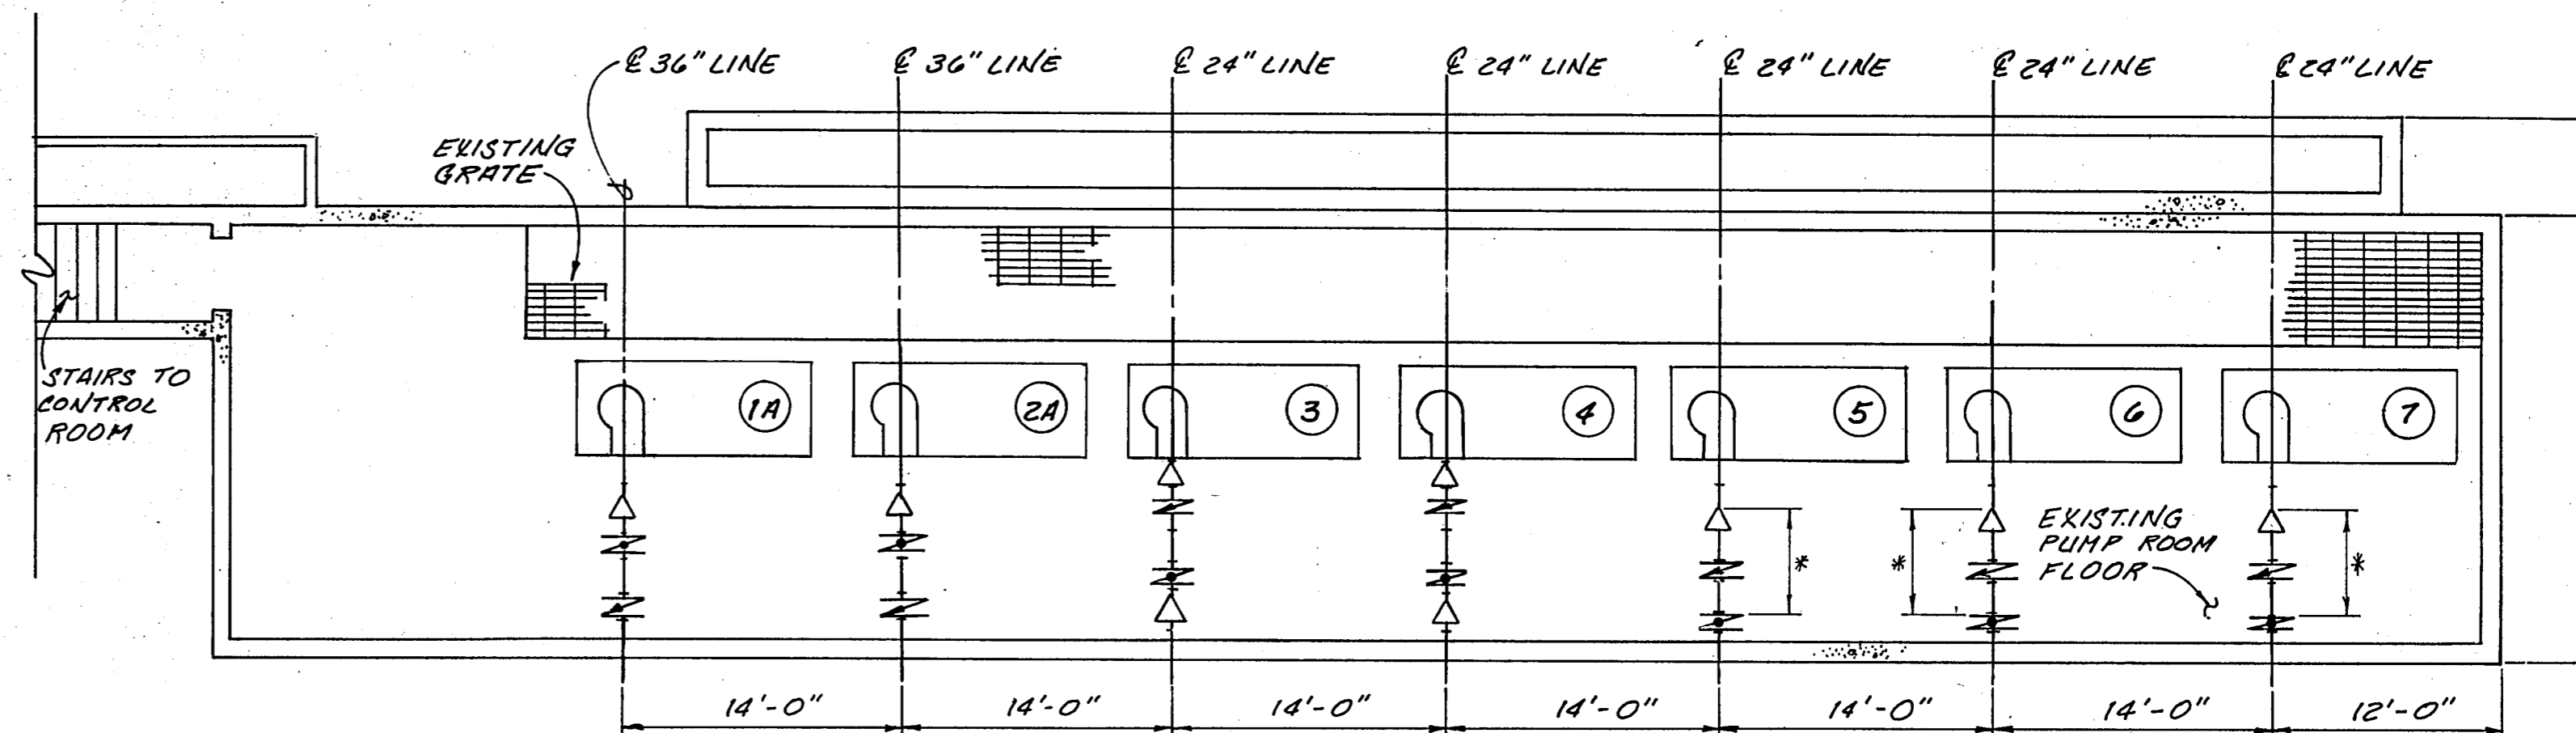 ℄ 36" LINE
℄ 36" LINE
℄ 24" LINE
℄ 24" LINE
℄ 24" LINE
℄ 24" LINE
℄ 24" LINE
EXISTING
GRATE
STAIRS TO
CONTROL
ROOM
1A
2A
3
4
5
6
7
*
*
EXISTING
PUMP ROOM
FLOOR
*
14'-0"
14'-0"
14'-0"
14'-0"
14'-0"
14'-0"
12'-0"